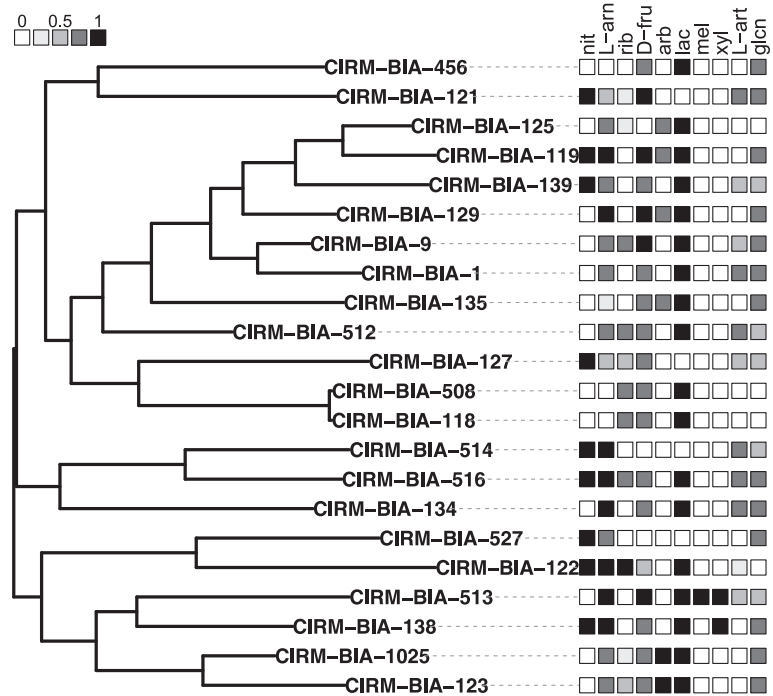 0 0.5 1
nit L−arn rib D−fru arb lac mel xyl L−art glcn
CIRM−BIA−456
CIRM−BIA−121
CIRM−BIA−125
CIRM−BIA−119
CIRM−BIA−139
CIRM−BIA−129
CIRM−BIA−9
CIRM−BIA−1
CIRM−BIA−135
CIRM−BIA−512
CIRM−BIA−127
CIRM−BIA−508
CIRM−BIA−118
CIRM−BIA−514
CIRM−BIA−516
CIRM−BIA−134
CIRM−BIA−527
CIRM−BIA−122
CIRM−BIA−513
CIRM−BIA−138
CIRM−BIA−1025
CIRM−BIA−123